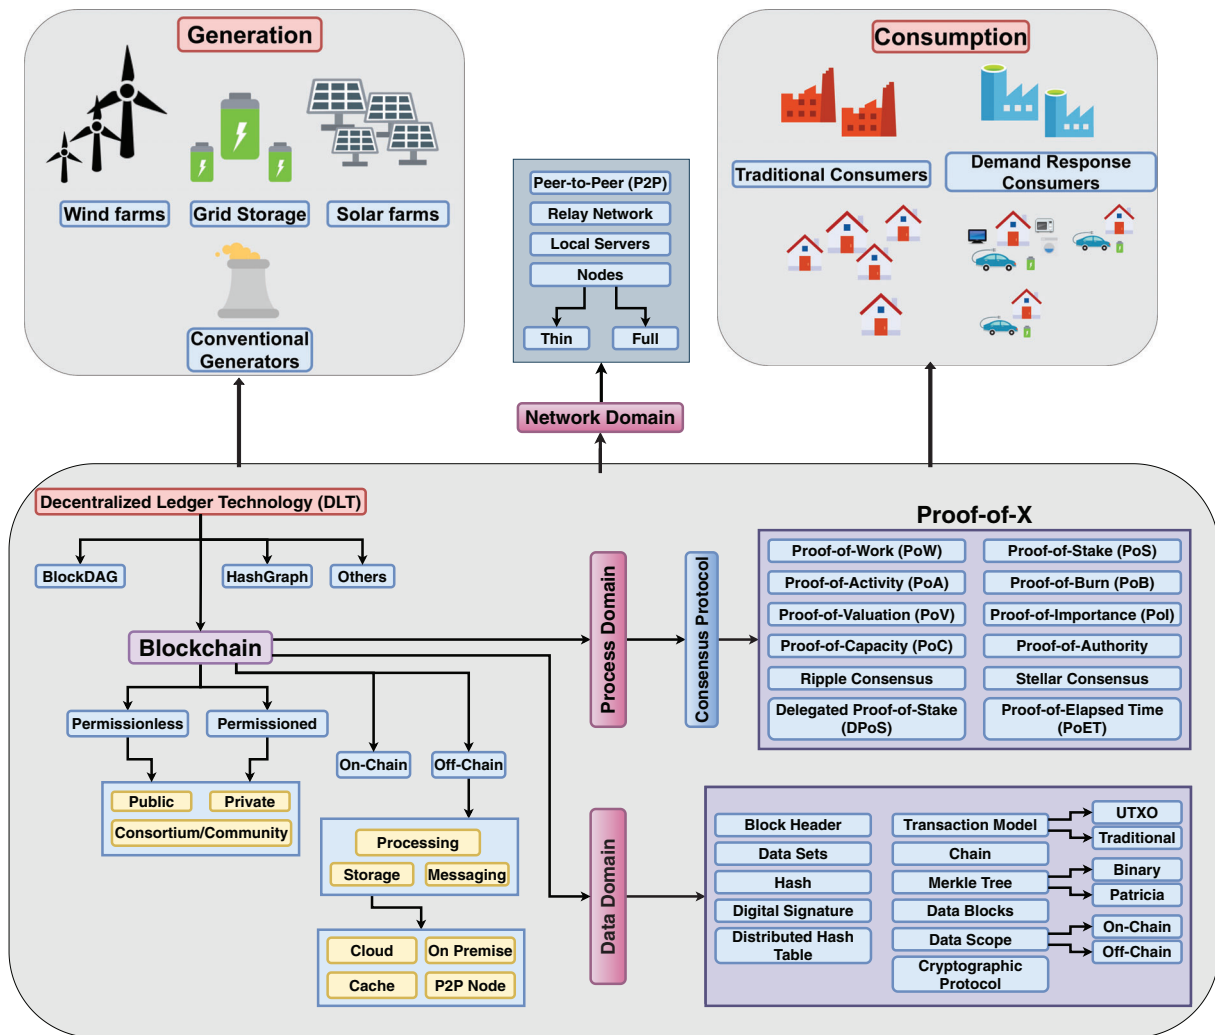 Generation
Wind farms
Grid Storage
Solar farms
Conventional
Generators
Peer-to-Peer (P2P)
Relay Network
Local Servers
Nodes
Thin
Full
Network Domain
Consumption
Traditional Consumers
Demand Response
Consumers
Decentralized Ledger Technology (DLT)
BlockDAG
HashGraph
Others
Blockchain
Permissionless
Permissioned
Public
Private
Consortium/Community
On-Chain
Off-Chain
Processing
Storage
Messaging
Cloud
On Premise
Cache
P2P Node
Process Domain
Consensus Protocol
Proof-of-X
Proof-of-Work (PoW)
Proof-of-Stake (PoS)
Proof-of-Activity (PoA)
Proof-of-Burn (PoB)
Proof-of-Valuation (PoV)
Proof-of-Importance (PoI)
Proof-of-Capacity (PoC)
Proof-of-Authority
Ripple Consensus
Stellar Consensus
Delegated Proof-of-Stake
(DPoS)
Proof-of-Elapsed Time
(PoET)
Data Domain
Block Header
Data Sets
Hash
Digital Signature
Distributed Hash
Table
Transaction Model
Chain
Merkle Tree
Data Blocks
Data Scope
Cryptographic
Protocol
UTXO
Traditional
Binary
Patricia
On-Chain
Off-Chain